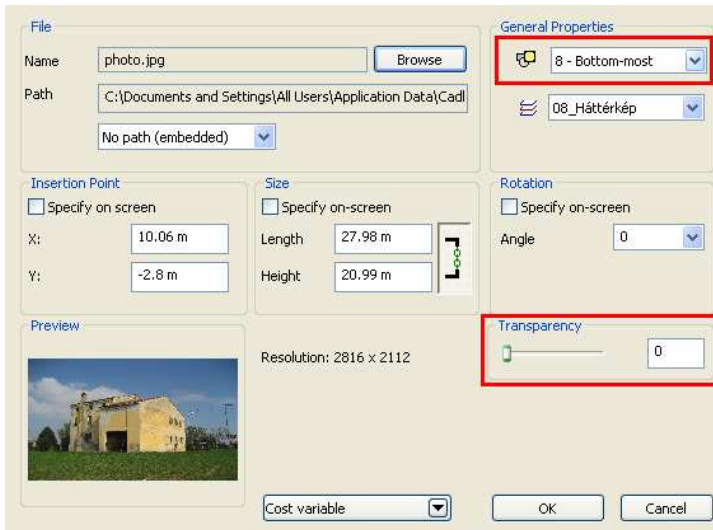 File
Name
photo.jpg
Browse
Path
C:\Documents and Settings\All Users\Application Data\Cadl
No path (embedded)
General Properties
8 - Bottom-most
08_Háttérkép
Insertion Point
Specify on screen
X:
10.06 m
Y:
-2.8 m
Size
Specify on-screen
Length
27.98 m
Height
20.99 m
Rotation
Specify on-screen
Angle
0
Preview
Resolution: 2816 x 2112
Transparency
0
Cost variable
OK
Cancel